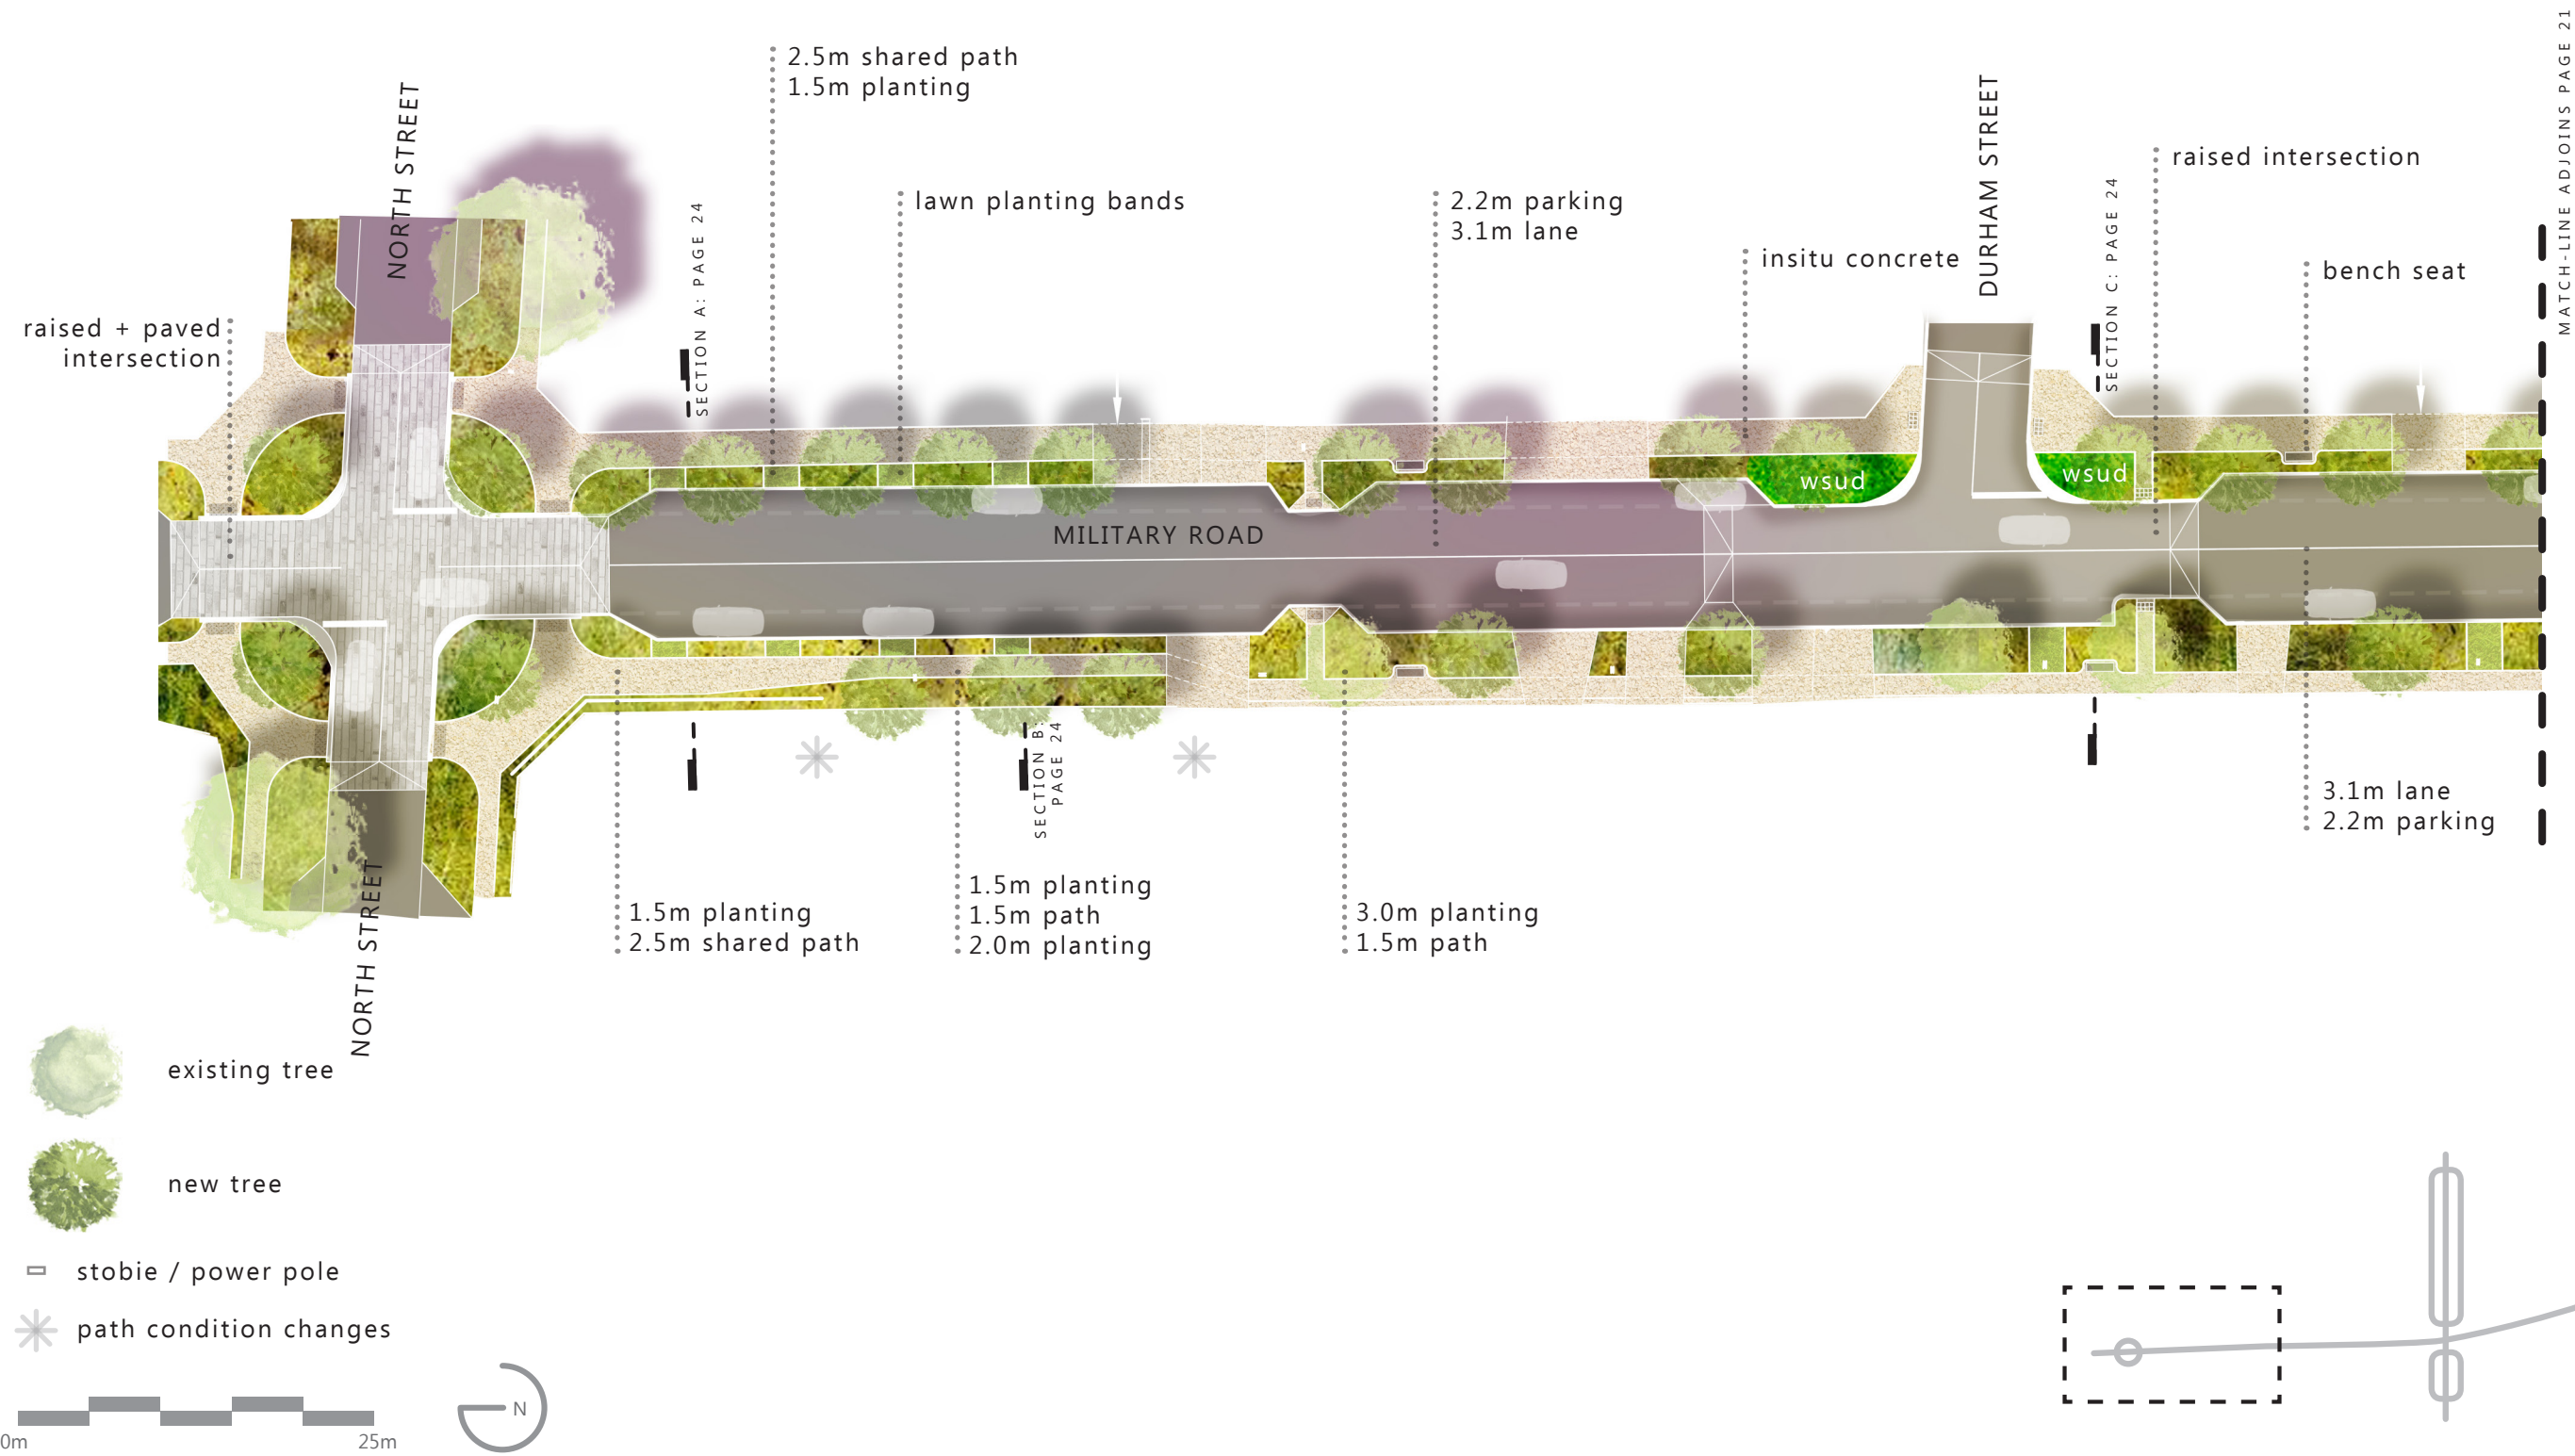 MATCH-LINE ADJOINS PAGE 21
2.5m shared path
1.5m planting
NORTH STREET
DURHAM STREET
raised intersection
SECTION A: PAGE 24
lawn planting bands
2.2m parking
3.1m lane
SECTION C: PAGE 24
insitu concrete
bench seat
raised + paved
intersection
wsud
wsud
MILITARY ROAD
SECTION B:
PAGE 24
3.1m lane
2.2m parking
NORTH STREET
1.5m planting
2.5m shared path
1.5m planting
1.5m path
2.0m planting
3.0m planting
1.5m path
existing tree
new tree
stobie / power pole
path condition changes
N
0m
25m